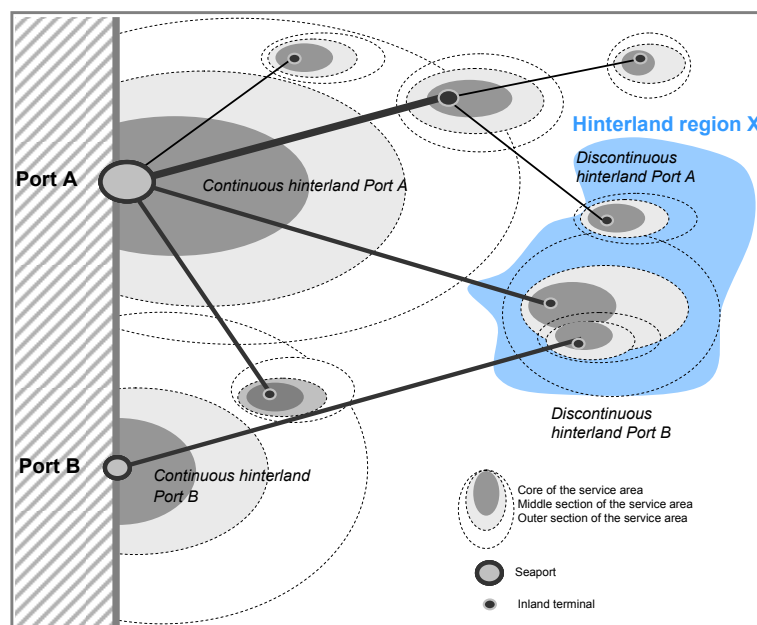 Hinterland region X
Discontinuous
hinterland Port A
Port A
Continuous hinterland Port A
Discontinuous
hinterland Port B
Port B
Continuous hinterland
Port B
Core of the service area
Middle section of the service area
Outer section of the service area
Seaport
Inland terminal